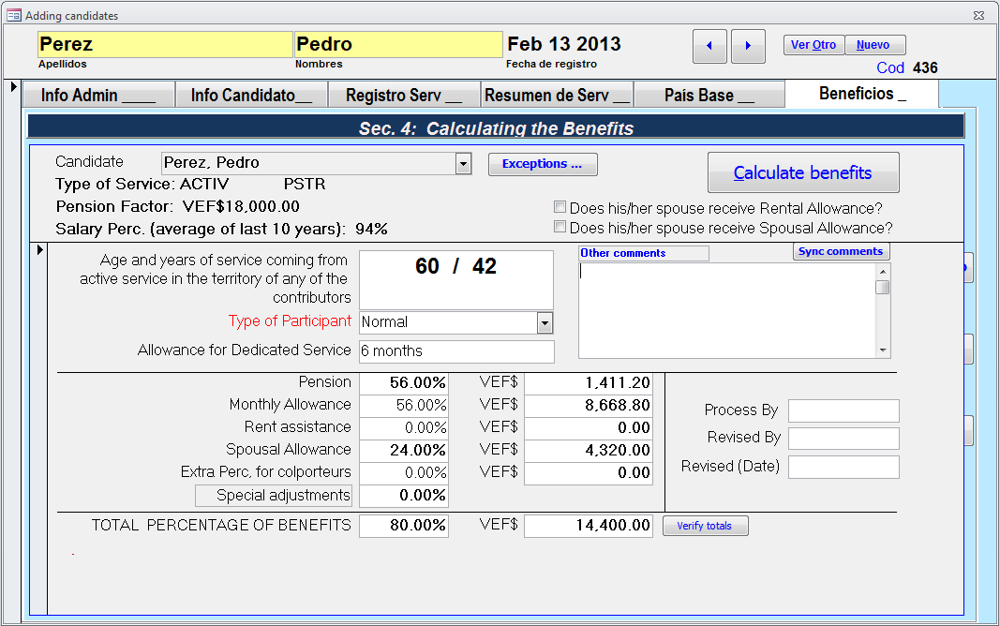 Adding candidates
Perez Pedro Feb 13 2013 Ver Otro Nuevo
Apellidos Nombres Fecha de registro Cod 436
Info Admin ____ Info Candidato__ Registro Serv __ Resumen de Serv __ País Base __ Beneficios _
Sec. 4: Calculating the Benefits
Candidate Perez, Pedro Exceptions ... Calculate benefits
Type of Service: ACTIV PSTR
Pension Factor: VEF$18,000.00 Does his/her spouse receive Rental Allowance?
Salary Perc. (average of last 10 years): 94% Does his/her spouse receive Spousal Allowance?
Age and years of service coming from
active service in the territory of any of the
contributors
60 / 42
Other comments Sync comments
Type of Participant Normal
Allowance for Dedicated Service 6 months
Pension 56.00% VEF$ 1,411.20
Monthly Allowance 56.00% VEF$ 8,668.80
Rent assistance 0.00% VEF$ 0.00
Spousal Allowance 24.00% VEF$ 4,320.00
Extra Perc, for colporteurs 0.00% VEF$ 0.00
Special adjustments 0.00%
Process By
Revised By
Revised (Date)
TOTAL PERCENTAGE OF BENEFITS 80.00% VEF$ 14,400.00 Verify totals